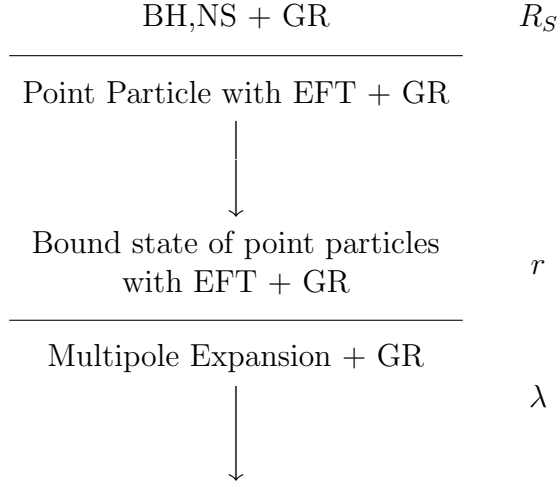 BH,NS + GR
R_S
Point Particle with EFT + GR
Bound state of point particles
with EFT + GR
r
Multipole Expansion + GR
λ